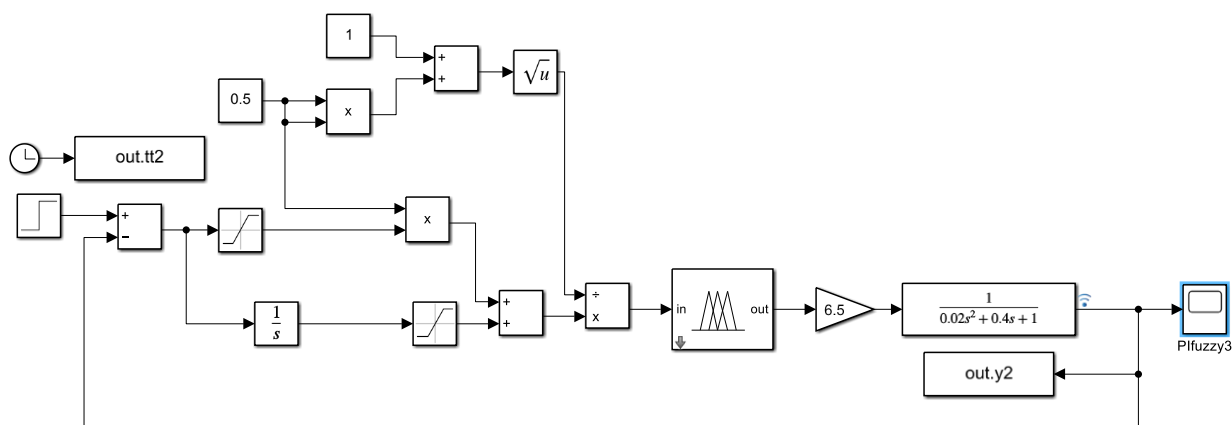 1
+
+
√u
0.5
x
out.tt2
+
−
x
1
s
+
+
÷
x
in
out
6.5
1
0.02s² + 0.4s + 1
PIfuzzy3
out.y2